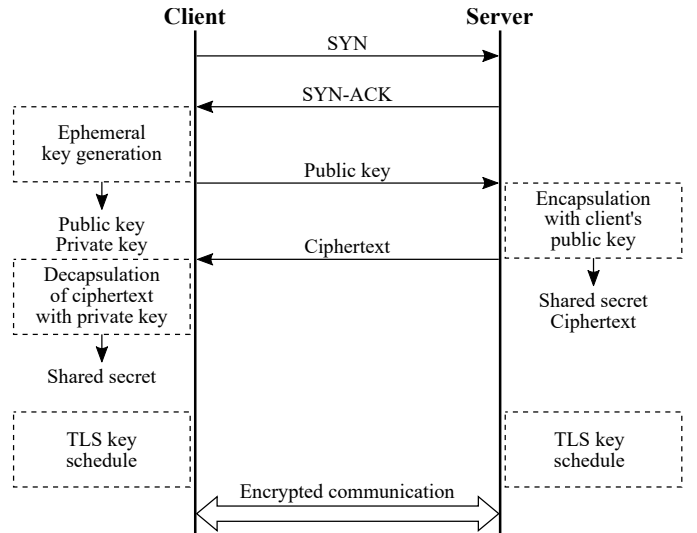 Client
Server
SYN
SYN-ACK
Ephemeral
key generation
Public key
Encapsulation
with client's
public key
Public key
Private key
Ciphertext
Decapsulation
of ciphertext
with private key
Shared secret
Ciphertext
Shared secret
TLS key
schedule
TLS key
schedule
Encrypted communication